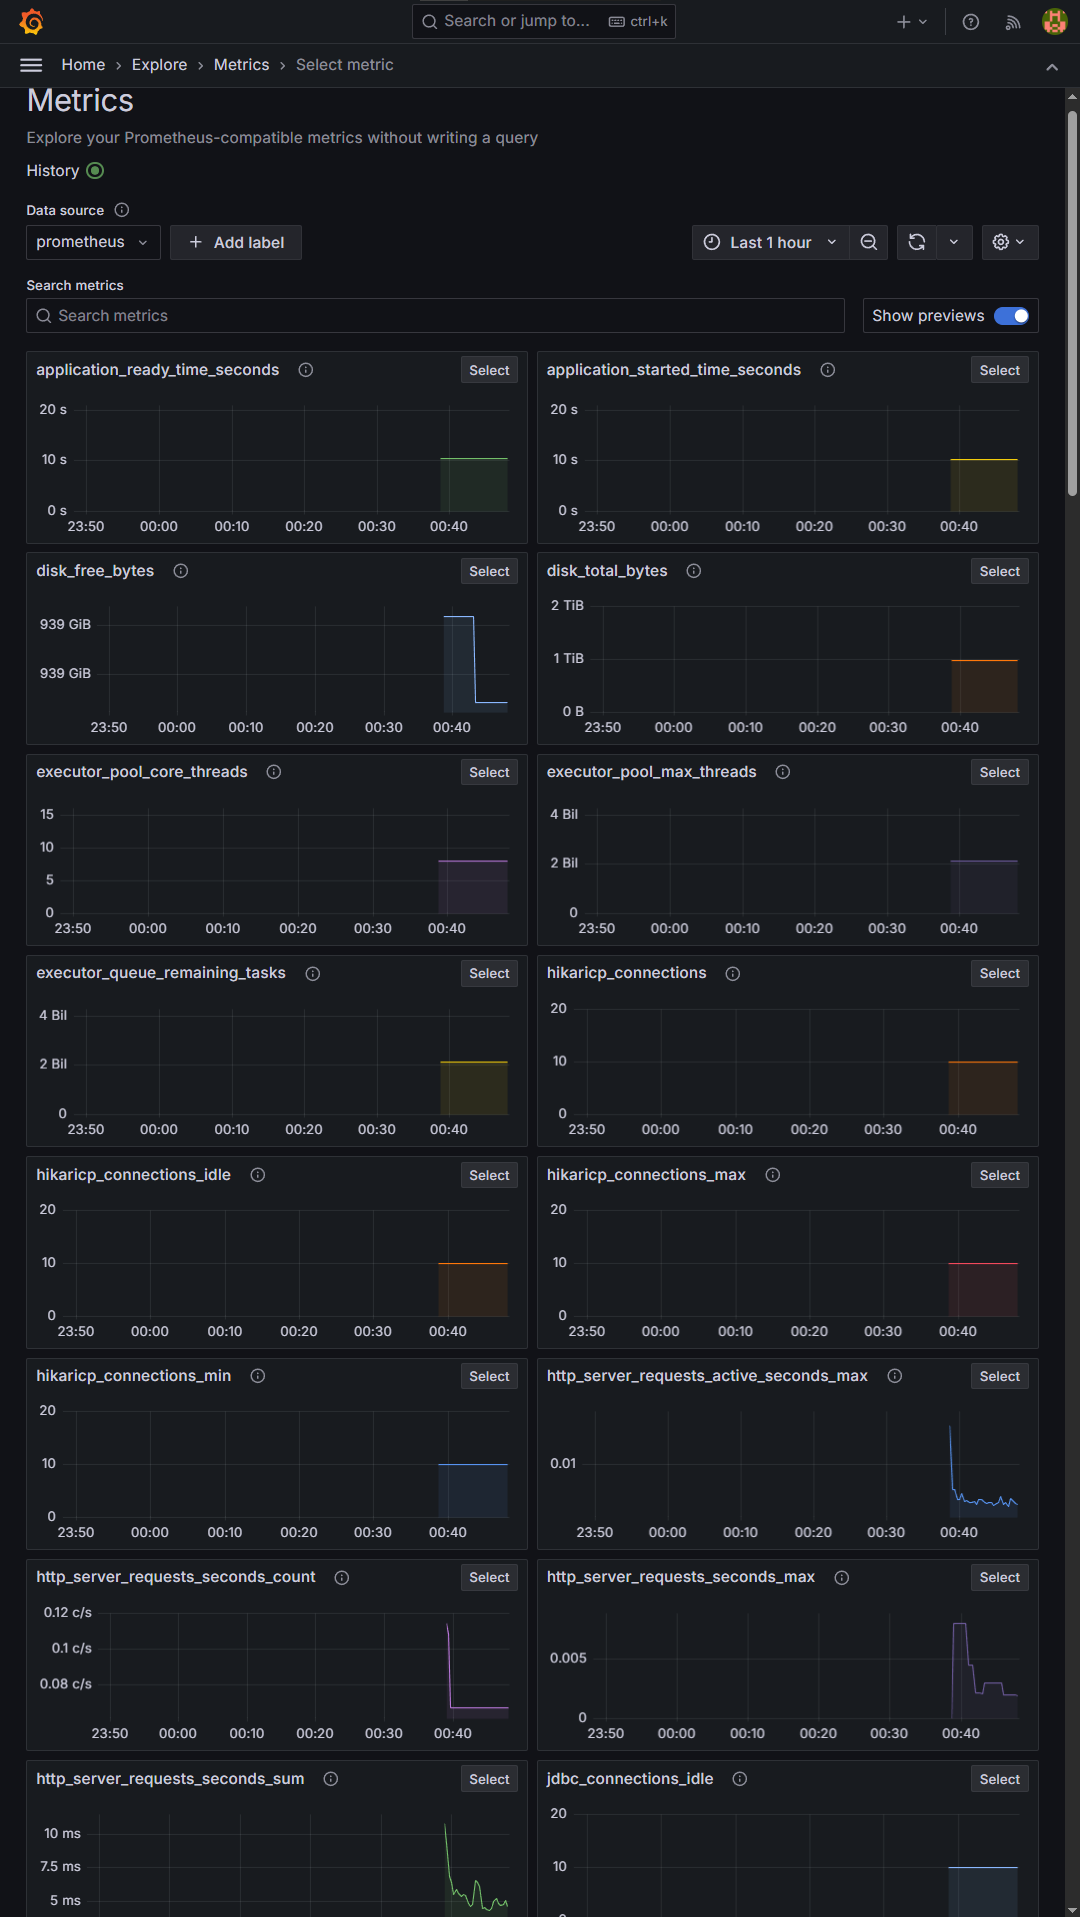 Search or jump to... ctrl+k
Home › Explore › Metrics › Select metric
Metrics
Explore your Prometheus-compatible metrics without writing a query
History
Data source
prometheus + Add label Last 1 hour
Search metrics
Search metrics Show previews
application_ready_time_seconds Select
20 s
10 s
0 s
23:50 00:00 00:10 00:20 00:30 00:40
application_started_time_seconds Select
20 s
10 s
0 s
23:50 00:00 00:10 00:20 00:30 00:40
disk_free_bytes Select
939 GiB
939 GiB
23:50 00:00 00:10 00:20 00:30 00:40
disk_total_bytes Select
2 TiB
1 TiB
0 B
23:50 00:00 00:10 00:20 00:30 00:40
executor_pool_core_threads Select
15
10
5
0
23:50 00:00 00:10 00:20 00:30 00:40
executor_pool_max_threads Select
4 Bil
2 Bil
0
23:50 00:00 00:10 00:20 00:30 00:40
executor_queue_remaining_tasks Select
4 Bil
2 Bil
0
23:50 00:00 00:10 00:20 00:30 00:40
hikaricp_connections Select
20
10
0
23:50 00:00 00:10 00:20 00:30 00:40
hikaricp_connections_idle Select
20
10
0
23:50 00:00 00:10 00:20 00:30 00:40
hikaricp_connections_max Select
20
10
0
23:50 00:00 00:10 00:20 00:30 00:40
hikaricp_connections_min Select
20
10
0
23:50 00:00 00:10 00:20 00:30 00:40
http_server_requests_active_seconds_max Select
0.01
23:50 00:00 00:10 00:20 00:30 00:40
http_server_requests_seconds_count Select
0.12 c/s
0.1 c/s
0.08 c/s
23:50 00:00 00:10 00:20 00:30 00:40
http_server_requests_seconds_max Select
0.005
0
23:50 00:00 00:10 00:20 00:30 00:40
http_server_requests_seconds_sum Select
10 ms
7.5 ms
5 ms
jdbc_connections_idle Select
20
10